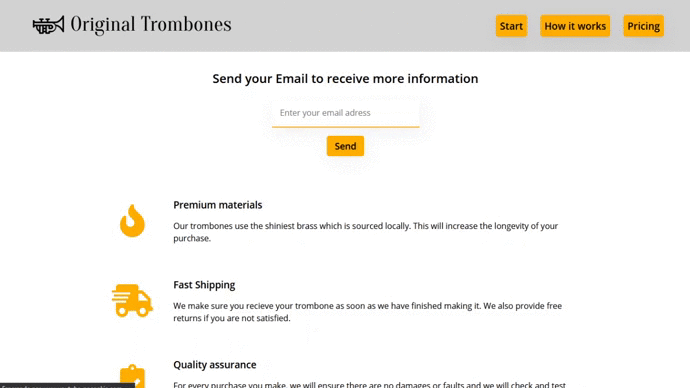 Original Trombones
Start
How it works
Pricing
Send your Email to receive more information
Enter your email adress
Send
Premium materials
Our trombones use the shiniest brass which is sourced locally. This will increase the longevity of your
purchase.
Fast Shipping
We make sure you recieve your trombone as soon as we have finished making it. We also provide free
returns if you are not satisfied.
Quality assurance
For every purchase you make, we will ensure there are no damages or faults and we will check and test